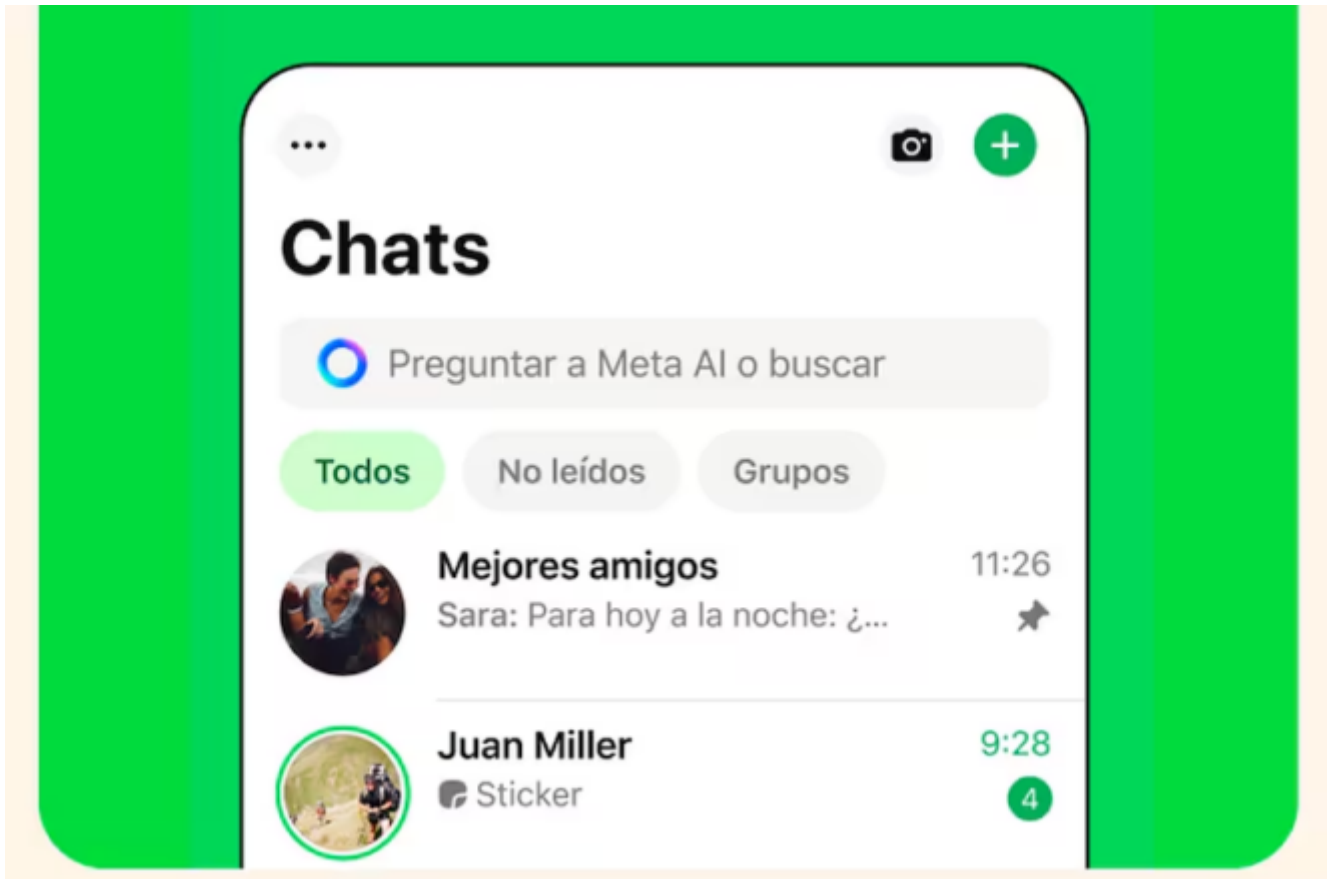 Chats
Preguntar a Meta AI o buscar
Todos No leídos Grupos
Mejores amigos 11:26
Sara: Para hoy a la noche: ¿...
Juan Miller 9:28
Sticker 4